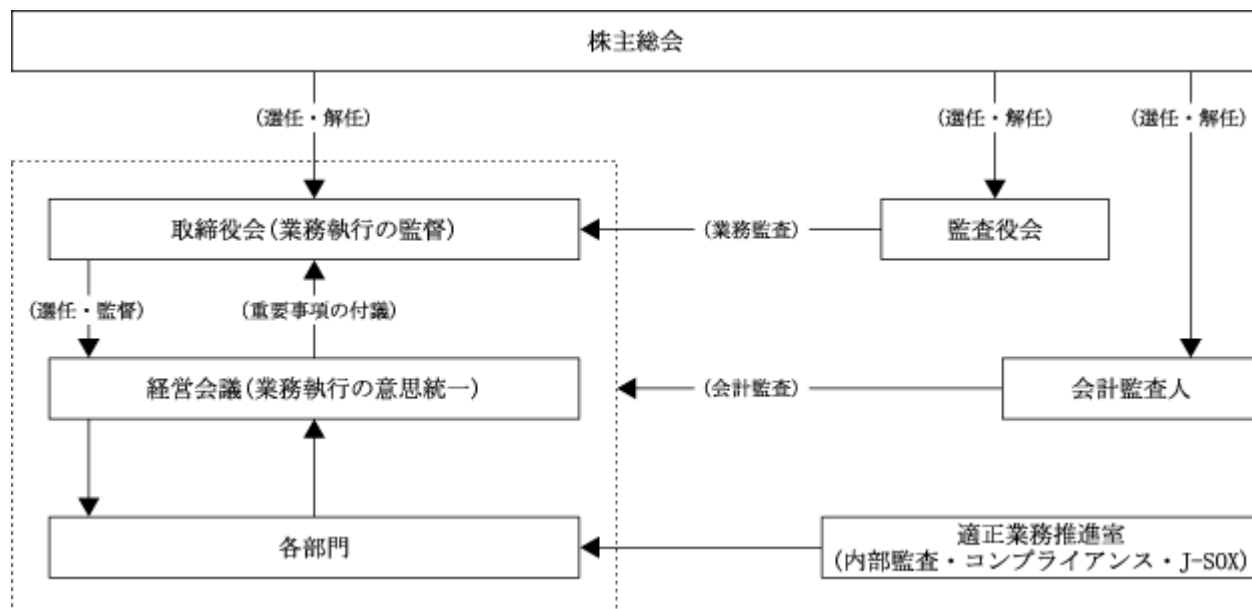 株主総会
(選任・解任)
(選任・解任)
(選任・解任)
取締役会(業務執行の監督)
(業務監査)
監査役会
(選任・監督)
(重要事項の付議)
経営会議(業務執行の意思統一)
(会計監査)
会計監査人
各部門
適正業務推進室
(内部監査・コンプライアンス・J-SOX)